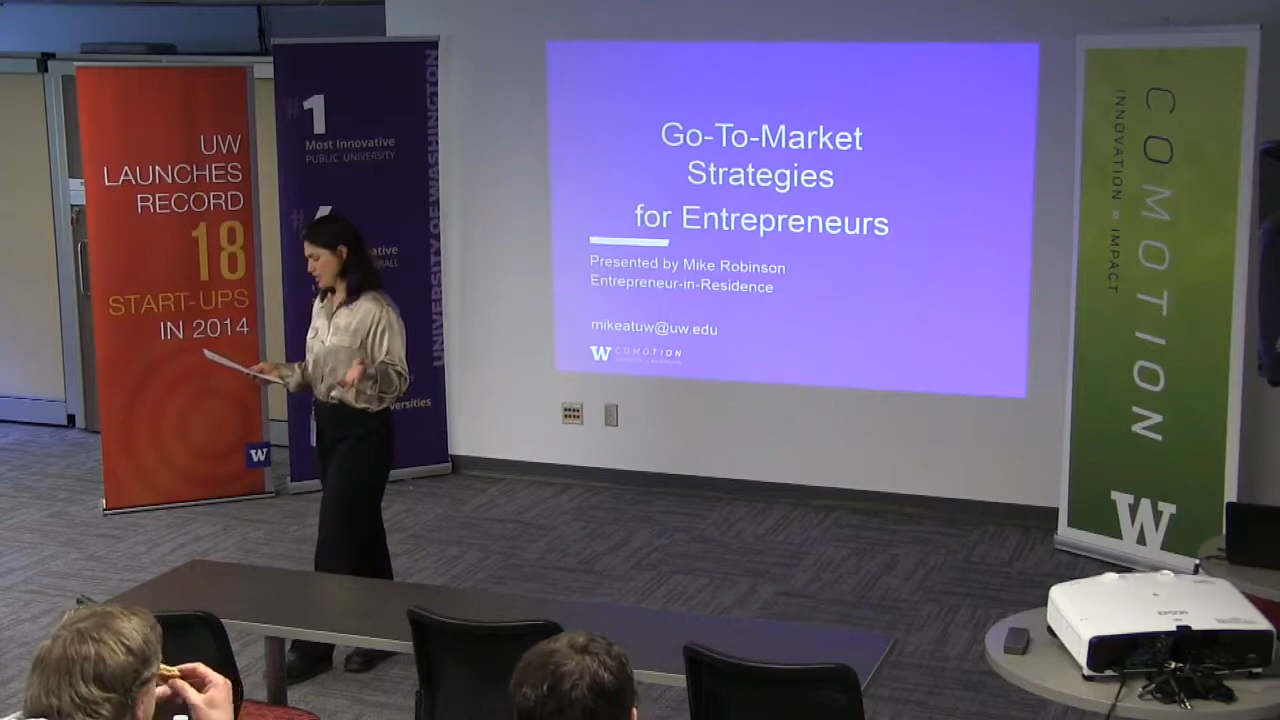 UW
LAUNCHES
RECORD
18
START-UPS
IN 2014
W
#1
Most Innovative
PUBLIC UNIVERSITY
#
UNIVERSITY OF WASHINGTON
Go-To-Market
Strategies
for Entrepreneurs
Presented by Mike Robinson
Entrepreneur-in-Residence
mikeatuw@uw.edu
W COMOTION
COMOTION
INNOVATION » IMPACT
W
EPSON